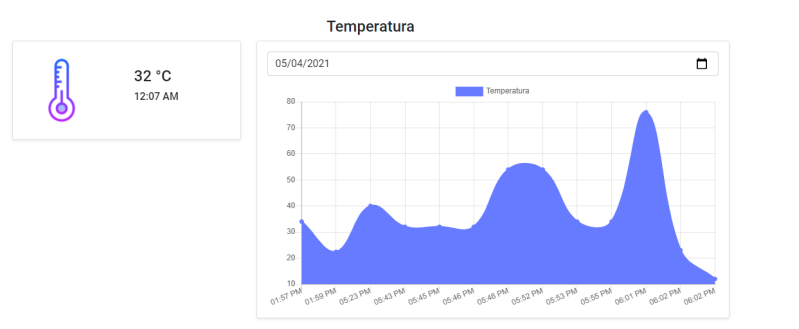 Temperatura
32 °C
12:07 AM
05/04/2021
Temperatura
80
70
60
50
40
30
20
10
01:57 PM
01:59 PM
05:23 PM
05:43 PM
05:45 PM
05:46 PM
05:48 PM
05:52 PM
05:53 PM
05:55 PM
06:01 PM
06:02 PM
06:02 PM